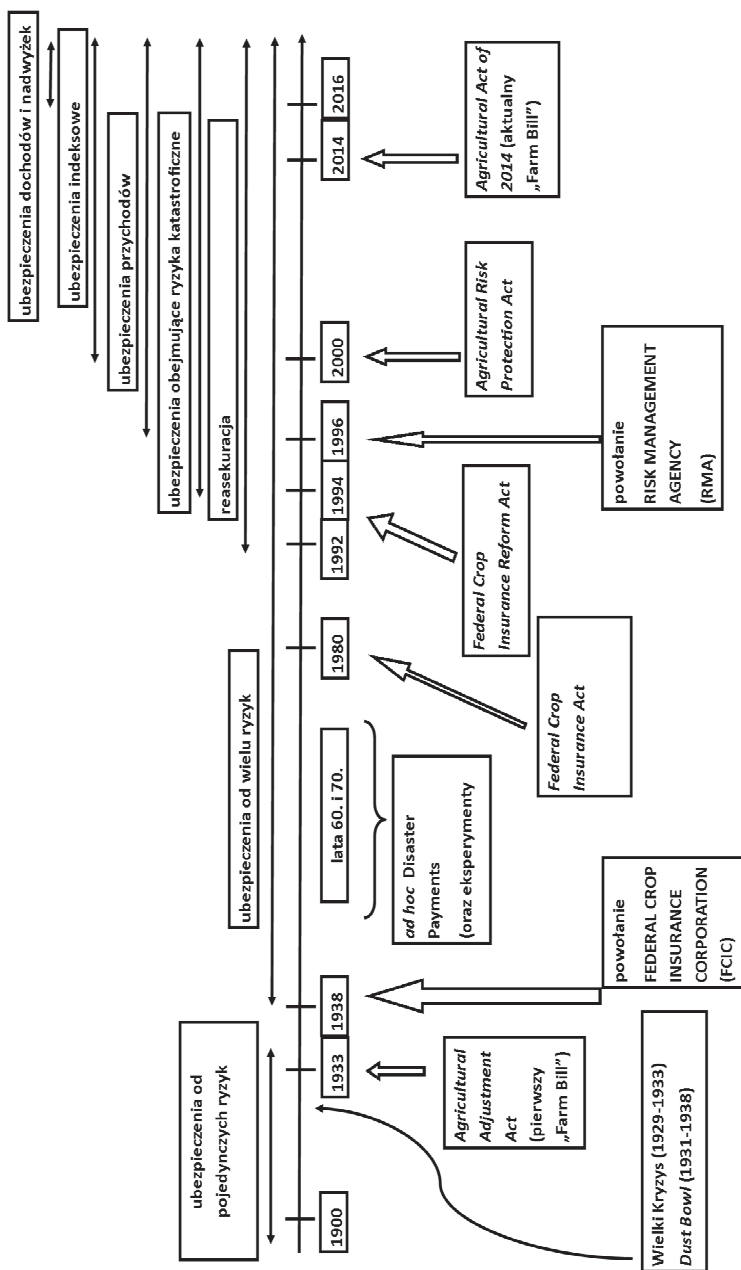 ubezpieczenia dochodów i nadwyżek
ubezpieczenia indeksowe
ubezpieczenia przychodów
ubezpieczenia obejmujące ryzyka katastroficzne
reasekuracja
ubezpieczenia od wielu ryzyk
ubezpieczenia od
pojedynczych ryzyk
1900
1933
1938
lata 60. i 70.
1980
1992
1994
1996
2000
2014
2016
Wielki Kryzys (1929-1933)
Dust Bowl (1931-1938)
Agricultural
Adjustment
Act
(pierwszy
„Farm Bill”)
powołanie
FEDERAL CROP
INSURANCE
CORPORATION
(FCIC)
ad hoc Disaster
Payments
(oraz eksperymenty)
Federal Crop
Insurance Act
Federal Crop
Insurance Reform Act
powołanie
RISK MANAGEMENT
AGENCY
(RMA)
Agricultural Risk
Protection Act
Agricultural Act of
2014 (aktualny
„Farm Bill”)